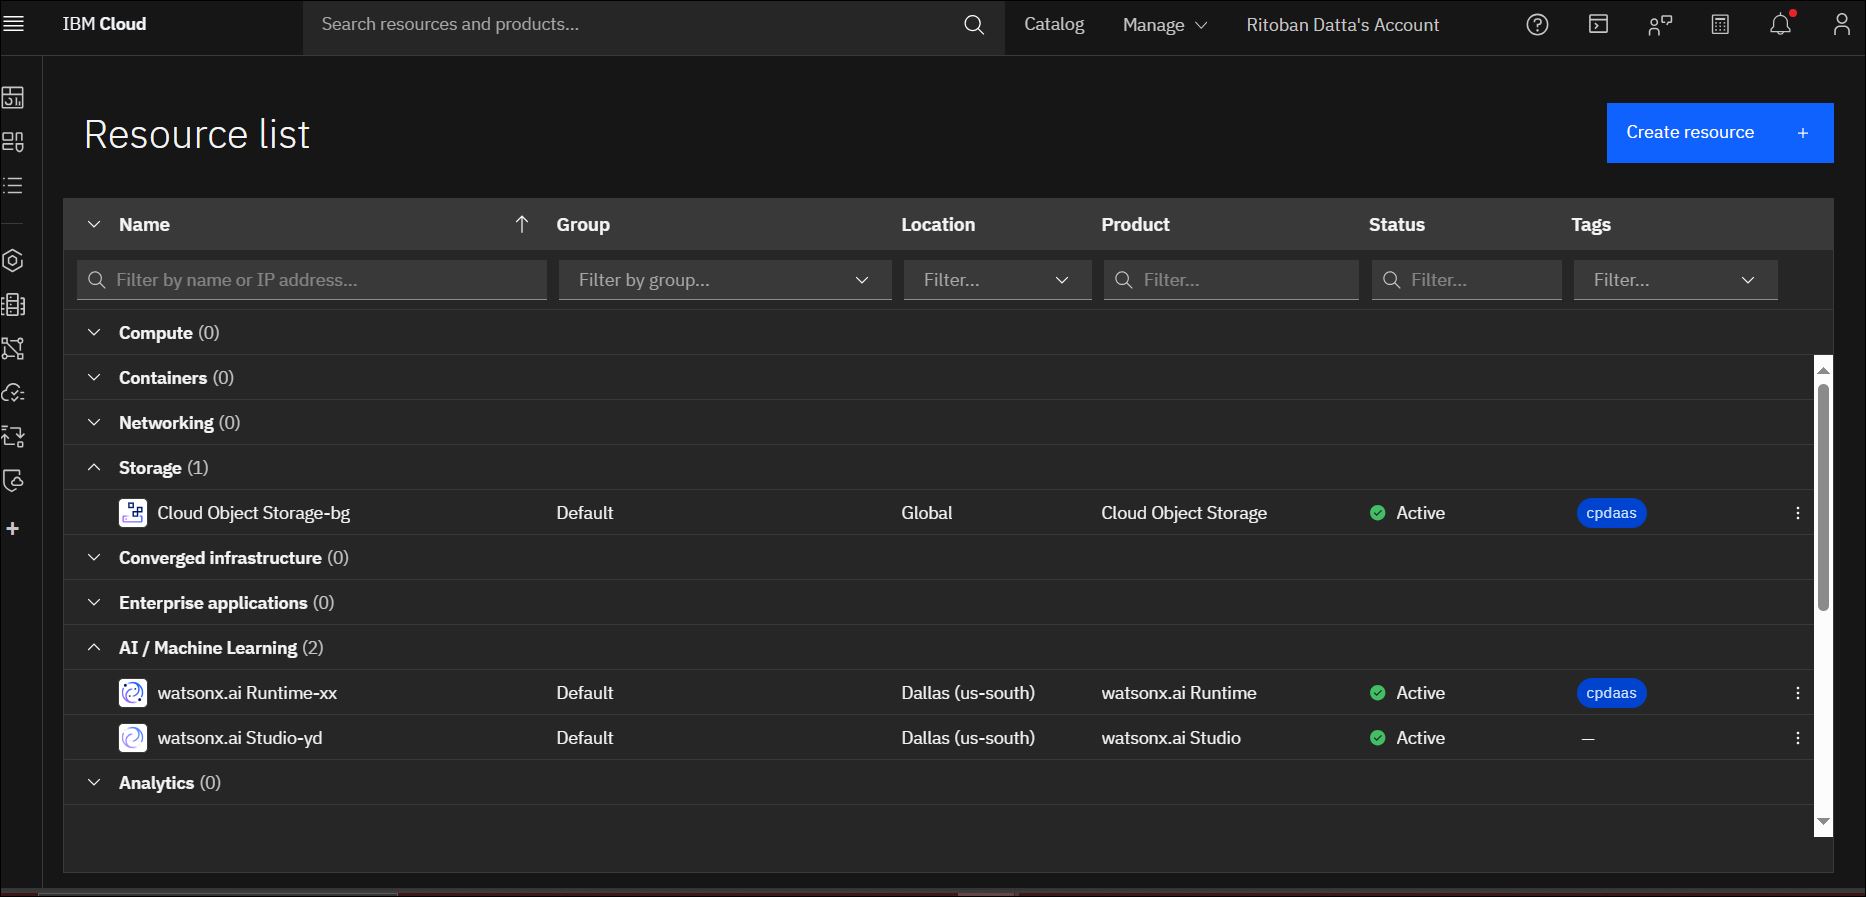 IBM Cloud
Search resources and products...
Catalog
Manage
Ritoban Datta's Account
Resource list
Create resource +
Name Group Location Product Status Tags
Filter by name or IP address... Filter by group... Filter... Filter... Filter... Filter...
Compute (0)
Containers (0)
Networking (0)
Storage (1)
Cloud Object Storage-bg Default Global Cloud Object Storage Active cpdaas
Converged infrastructure (0)
Enterprise applications (0)
AI / Machine Learning (2)
watsonx.ai Runtime-xx Default Dallas (us-south) watsonx.ai Runtime Active cpdaas
watsonx.ai Studio-yd Default Dallas (us-south) watsonx.ai Studio Active —
Analytics (0)